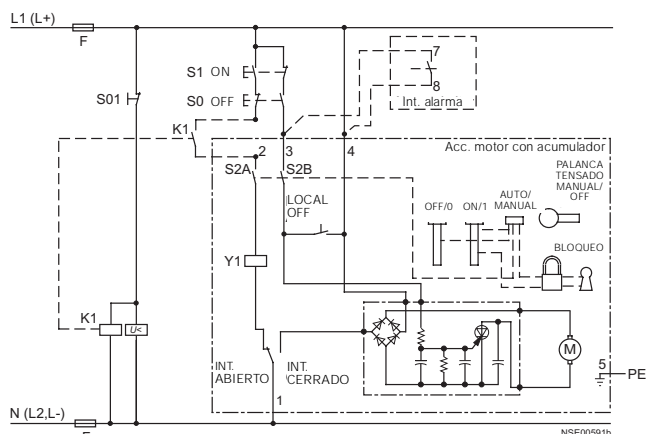 L1 (L+)
F
S01
S1 ON
S0 OFF
K1
7
8
Int. alarma
2
3
4
Acc. motor con acumulador
S2A
S2B
LOCAL
OFF
PALANCA
TENSADO
MANUAL/
OFF
AUTO/
MANUAL
OFF/0
ON/1
BLOQUEO
Y1
K1
U<
INT.
ABIERTO
INT.
CERRADO
1
M
5
PE
N (L2,L-)
F
NSE00591b